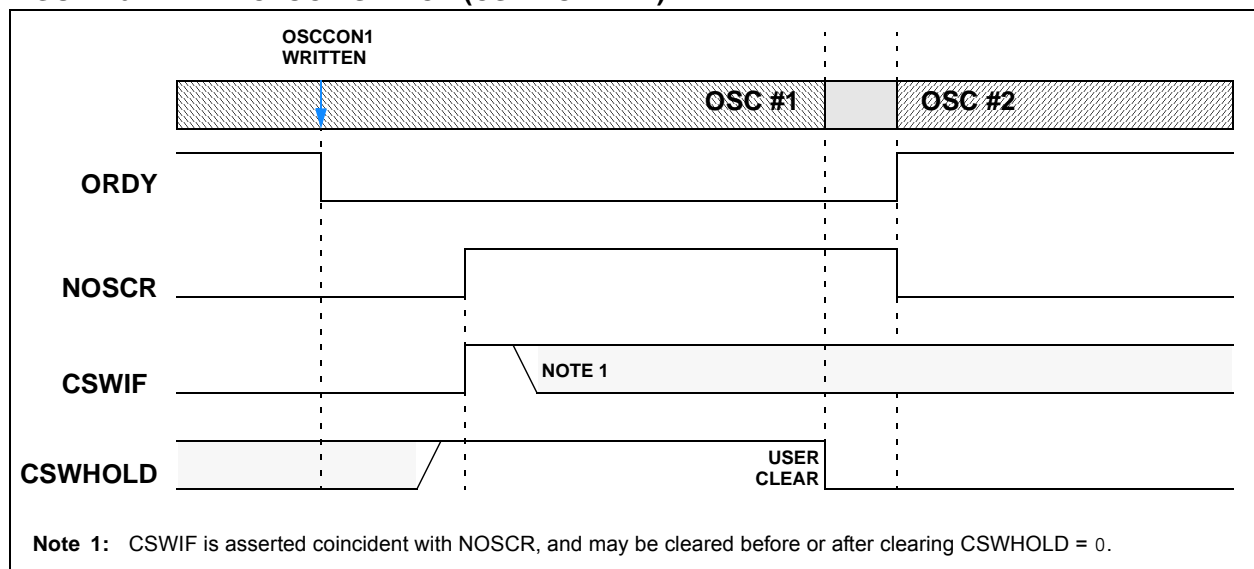 OSCCON1
WRITTEN
OSC #1
OSC #2
ORDY
NOSCR
CSWIF
NOTE 1
CSWHOLD
USER
CLEAR
Note 1: CSWIF is asserted coincident with NOSCR, and may be cleared before or after clearing CSWHOLD = 0.